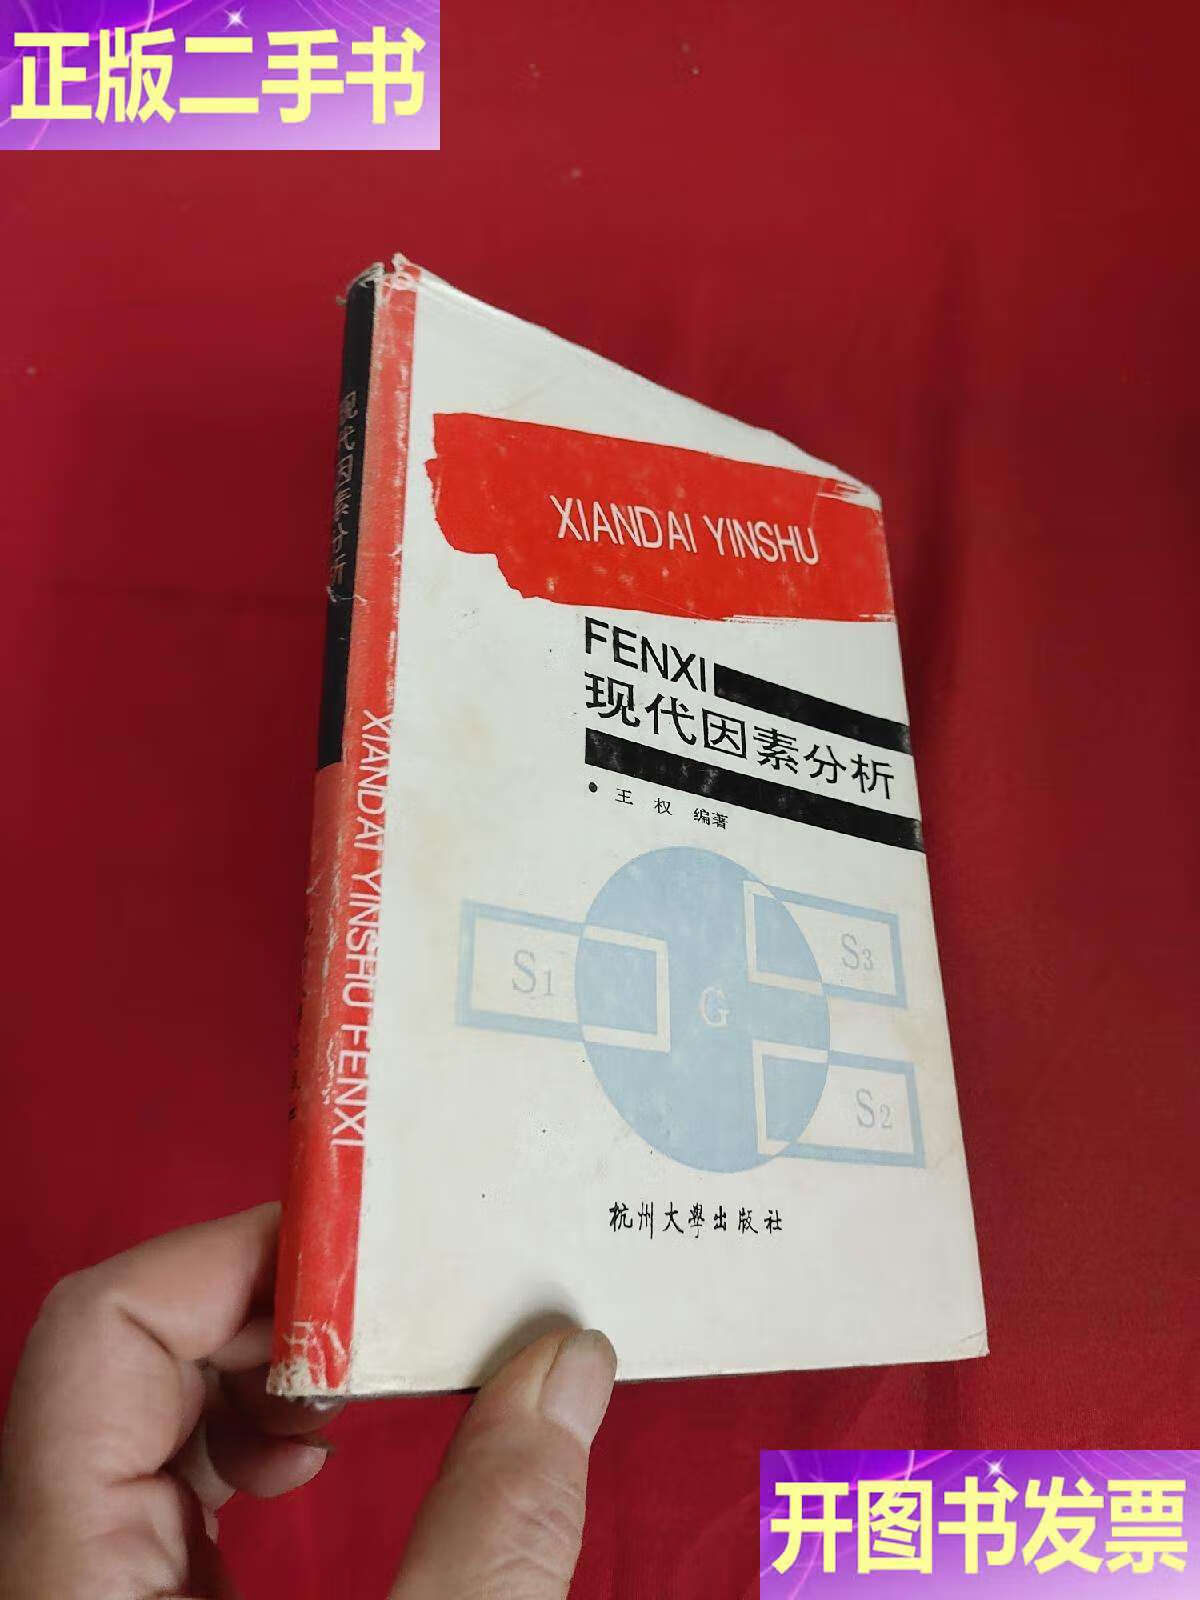 正版二手书
现代因素分析
XIANDAI YINSHU FENXI
XIANDAI YINSHU
FENXI
现代因素分析
• 王 权 编著
S1
G
S3
S2
杭州大學出版社
开图书发票